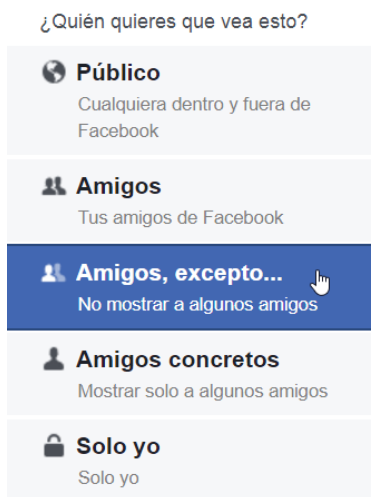 ¿Quién quieres que vea esto?
Público
Cualquiera dentro y fuera de
Facebook
Amigos
Tus amigos de Facebook
Amigos, excepto...
No mostrar a algunos amigos
Amigos concretos
Mostrar solo a algunos amigos
Solo yo
Solo yo